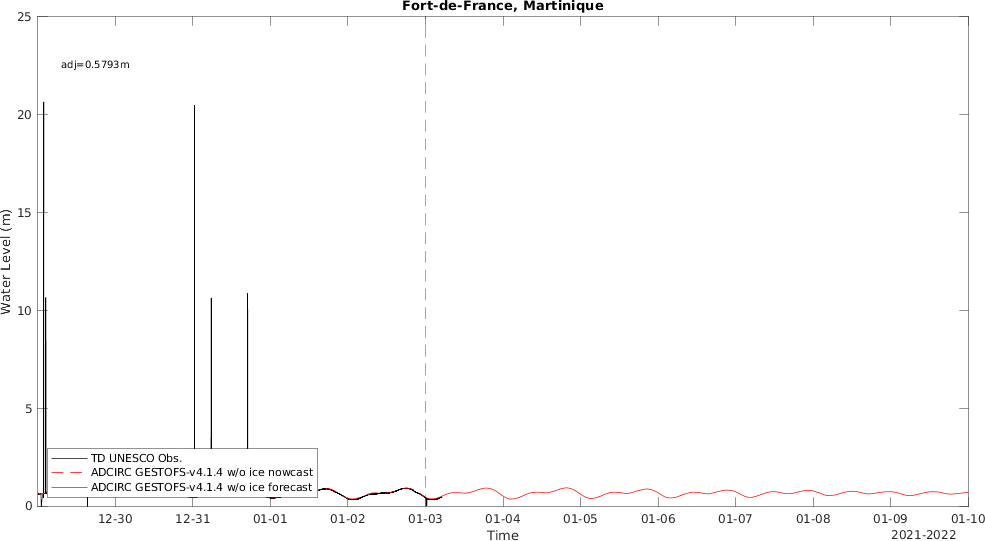 Fort-de-France, Martinique
25
adj=0.5793m
20
15
Water Level (m)
10
5
TD UNESCO Obs.
ADCIRC GESTOFS-v4.1.4 w/o ice nowcast
ADCIRC GESTOFS-v4.1.4 w/o ice forecast
0
12-30 12-31 01-01 01-02 01-03 01-04 01-05 01-06 01-07 01-08 01-09 01-10
Time
2021-2022